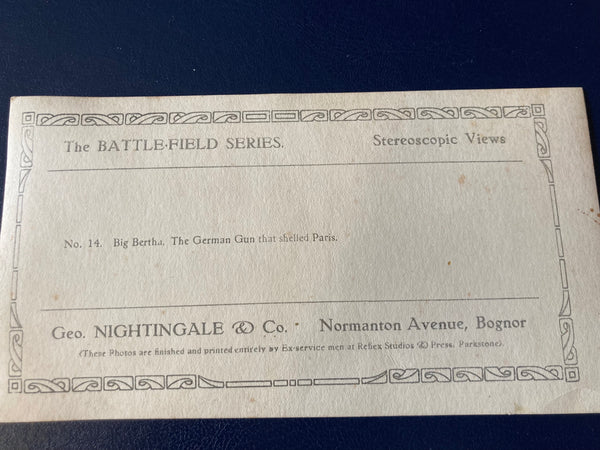 The BATTLE·FIELD SERIES. Stereoscopic Views
No. 14. Big Bertha. The German Gun that shelled Paris.
Geo. NIGHTINGALE & Co. · Normanton Avenue, Bognor
(These Photos are finished and printed entirely by Ex-service men at Reflex Studios & Press, Parkstone).